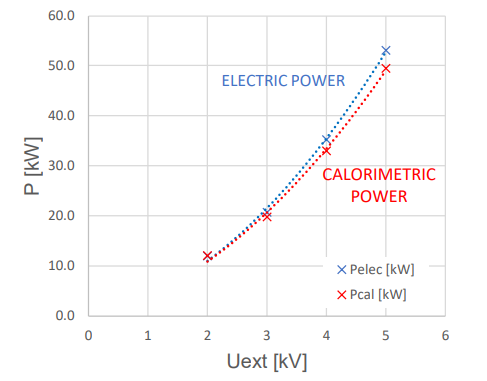 60.0
50.0
40.0
30.0
20.0
10.0
0.0
P [kW]
ELECTRIC POWER
CALORIMETRIC
POWER
Pelec [kW]
Pcal [kW]
0 1 2 3 4 5 6
Uext [kV]